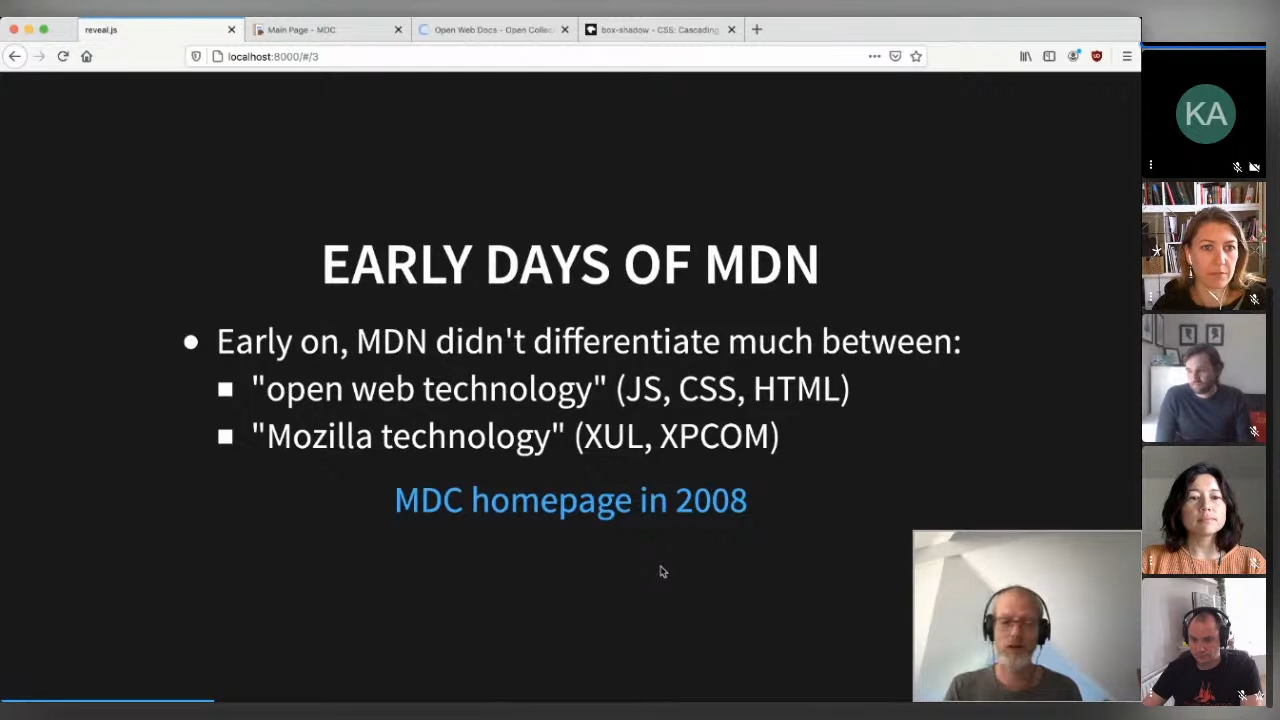 reveal.js
Main Page - MDC
Open Web Docs - Open Collec
box-shadow - CSS: Cascading
localhost:8000/#/3
KA
EARLY DAYS OF MDN
Early on, MDN didn't differentiate much between:
"open web technology" (JS, CSS, HTML)
"Mozilla technology" (XUL, XPCOM)
MDC homepage in 2008